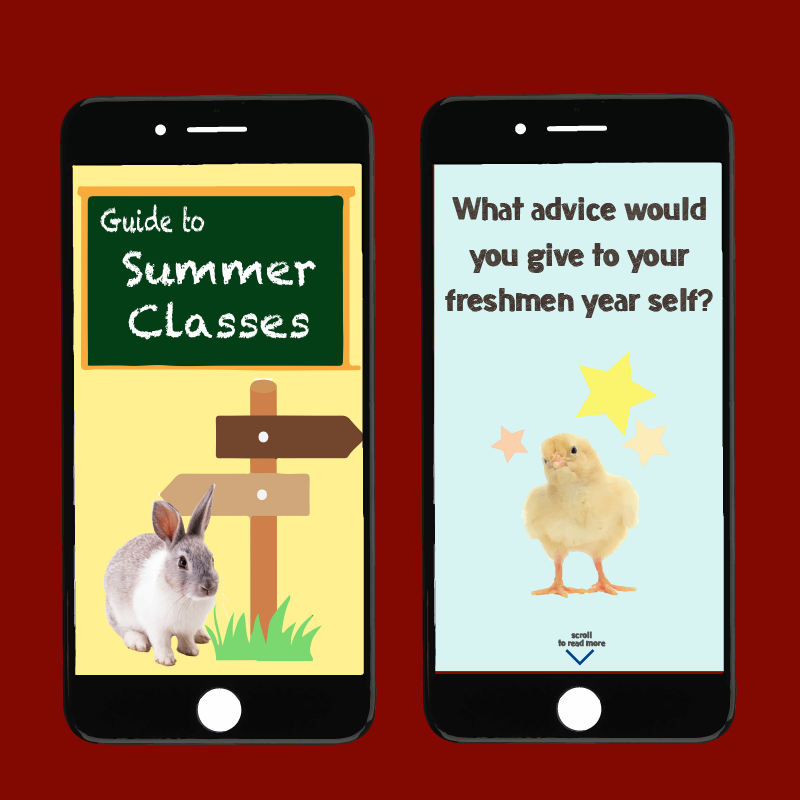 Guide to
Summer
Classes
What advice would
you give to your
freshmen year self?
scroll
to read more